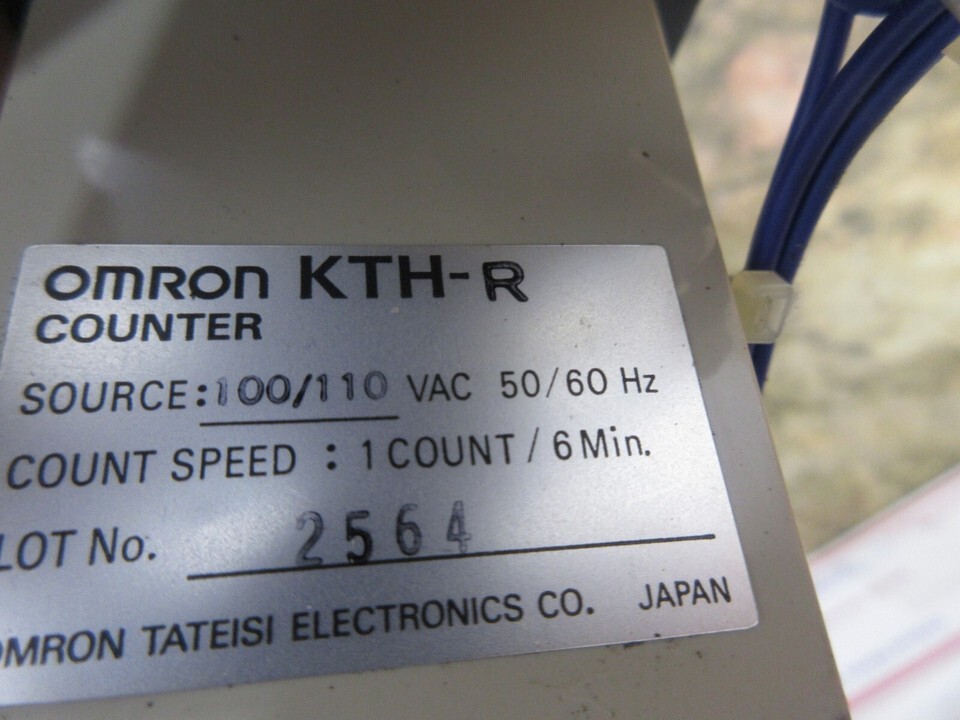 omron KTH-R
COUNTER
SOURCE:100/110 VAC 50/60 Hz
COUNT SPEED : 1 COUNT / 6 Min.
LOT No. 2564
OMRON TATEISI ELECTRONICS CO. JAPAN